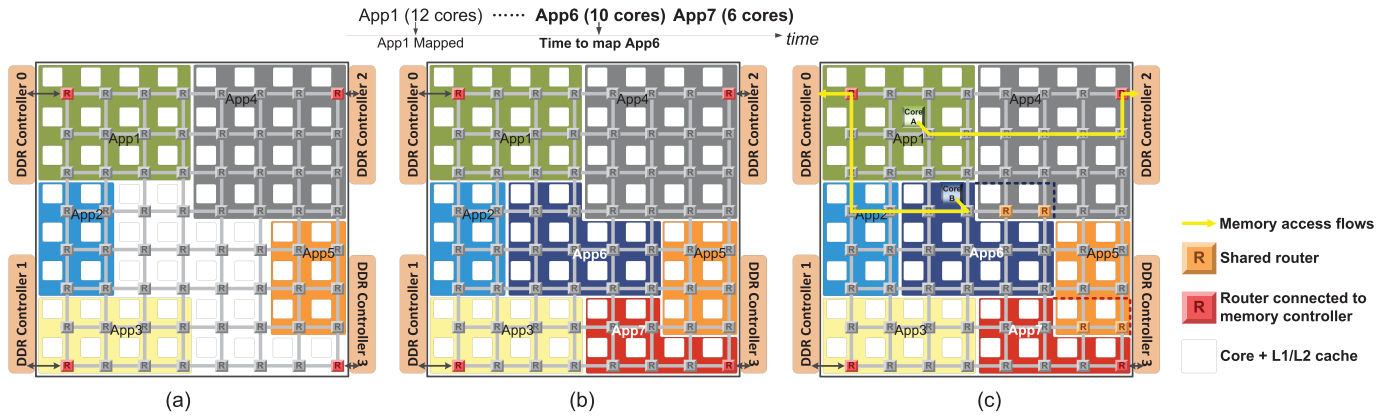 App1 (12 cores) ······ App6 (10 cores) App7 (6 cores)
App1 Mapped Time to map App6 time
DDR Controller 0
DDR Controller 1
DDR Controller 2
DDR Controller 3
App1
App4
App2
App5
App3
R
(a)
DDR Controller 0
DDR Controller 1
DDR Controller 2
DDR Controller 3
App1
App4
App2
App6
App5
App3
App7
R
(b)
DDR Controller 0
DDR Controller 1
DDR Controller 2
DDR Controller 3
Core
A
App1
App4
Core
B
App2
App6
App5
App3
App7
R
(c)
Memory access flows
R Shared router
R Router connected to
memory controller
Core + L1/L2 cache